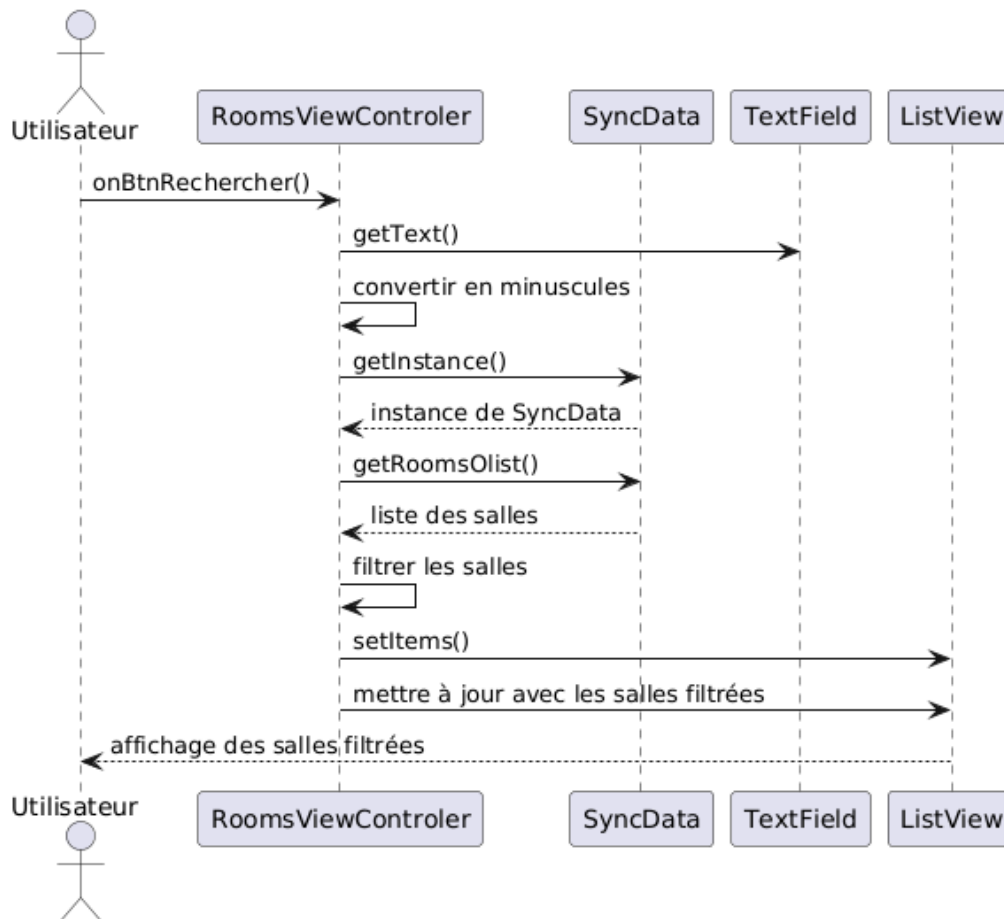 Utilisateur
RoomsViewControler
SyncData
TextField
ListView
onBtnRechercher()
getText()
convertir en minuscules
getInstance()
instance de SyncData
getRoomsOlist()
liste des salles
filtrer les salles
setItems()
mettre à jour avec les salles filtrées
affichage des salles filtrées
Utilisateur
RoomsViewControler
SyncData
TextField
ListView